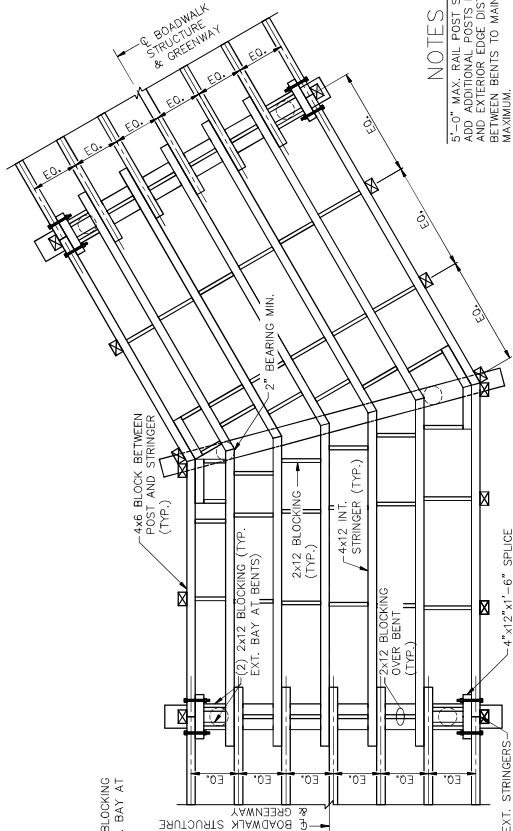 ℄ BOADWALK
STRUCTURE
& GREENWAY
EQ.
EQ.
EQ.
EQ.
EQ.
EQ.
NOTES
5'-0" MAX. RAIL POST S
ADD ADDITIONAL POSTS
AND EXTERIOR EDGE DIST
BETWEEN BENTS TO MAIN
MAXIMUM.
EQ.
EQ.
EQ.
4x6 BLOCK BETWEEN
POST AND STRINGER
(TYP.)
2" BEARING MIN.
(2) 2x12 BLOCKING (TYP.
EXT. BAY AT BENTS)
2x12 BLOCKING
(TYP.)
4x12 INT.
STRINGER (TYP.)
2x12 BLOCKING
OVER BENT
(TYP.)
BLOCKING
BAY AT
EQ.
EQ.
EQ.
EQ.
EQ.
EQ.
℄ BOADWALK STRUCTURE
& GREENWAY
EXT. STRINGERS
4"x12"x1'-6" SPLICE